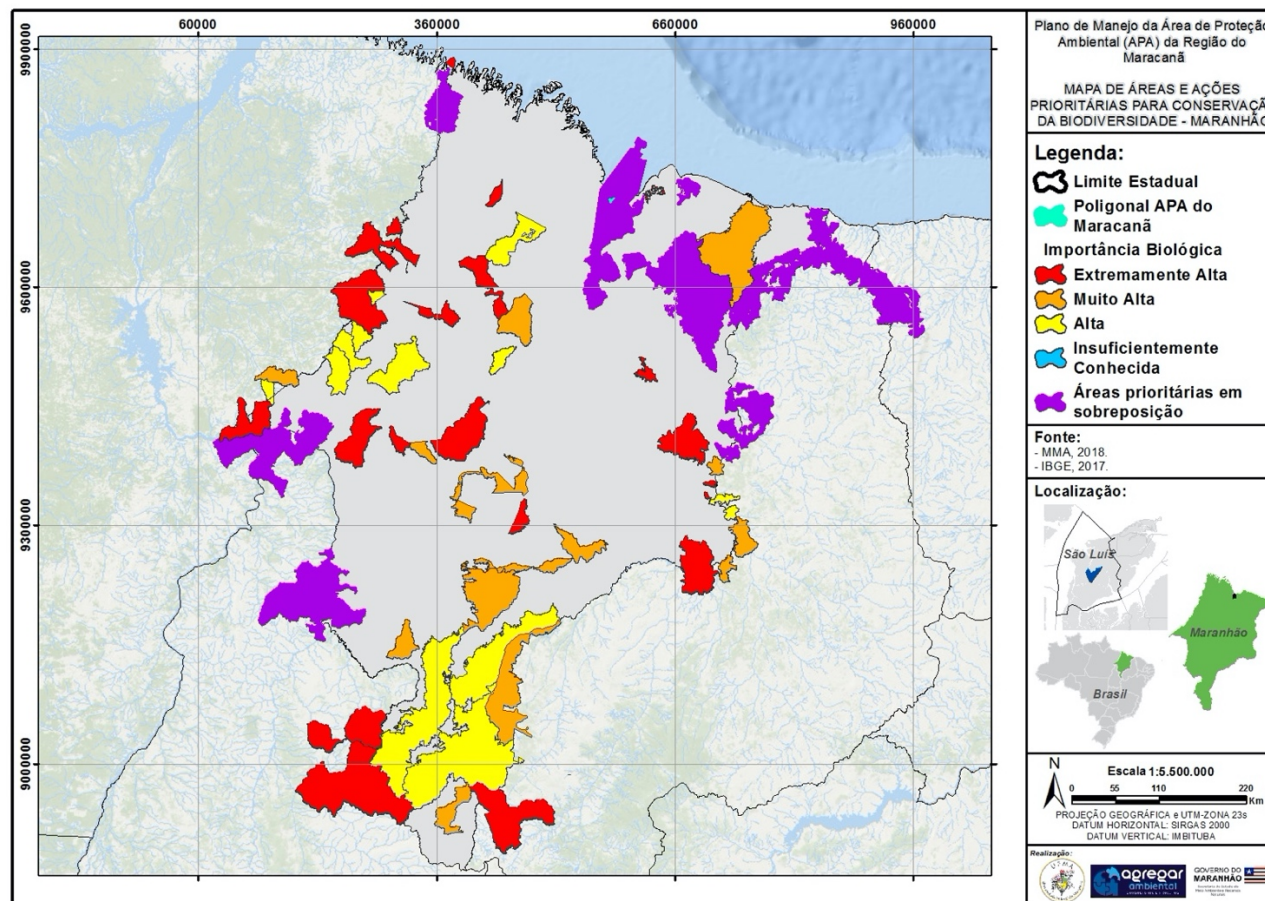 60000 360000 660000 960000
9900000
9600000
9300000
9000000
Plano de Manejo da Área de Proteçã
Ambiental (APA) da Região do
Maracanã
MAPA DE ÁREAS E AÇÕES
PRIORITÁRIAS PARA CONSERVAÇÃ
DA BIODIVERSIDADE - MARANHÃO
Legenda:
Limite Estadual
Poligonal APA do
Maracanã
Importância Biológica
Extremamente Alta
Muito Alta
Alta
Insuficientemente
Conhecida
Áreas prioritárias em
sobreposição
Fonte:
- MMA, 2018.
- IBGE, 2017.
Localização:
São Luís
Maranhão
Brasil
N
Escala 1:5.500.000
0 55 110 220
Km
PROJEÇÃO GEOGRÁFICA e UTM-ZONA 23s
DATUM HORIZONTAL: SIRGAS 2000
DATUM VERTICAL: IMBITUBA
Realização:
agregar
ambiental
GOVERNO DO
MARANHÃO